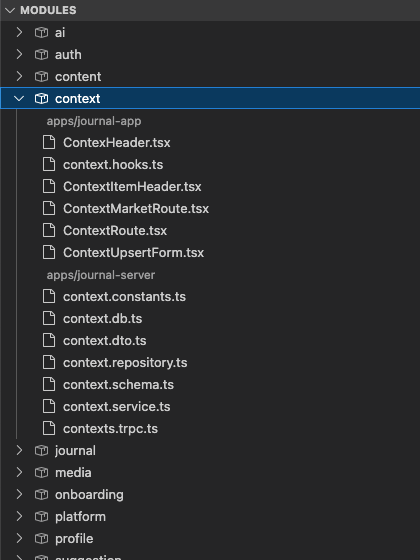 MODULES
ai
auth
content
context
apps/journal-app
ContexHeader.tsx
context.hooks.ts
ContextItemHeader.tsx
ContextMarketRoute.tsx
ContextRoute.tsx
ContextUpsertForm.tsx
apps/journal-server
context.constants.ts
context.db.ts
context.dto.ts
context.repository.ts
context.schema.ts
context.service.ts
contexts.trpc.ts
journal
media
onboarding
platform
profile
suggestion